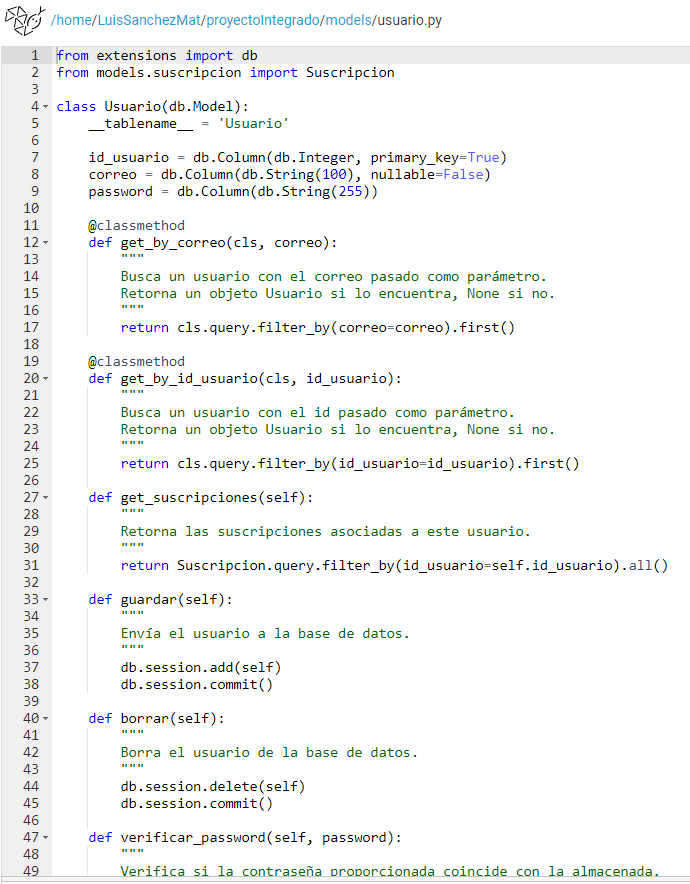 /home/LuisSanchezMat/proyectoIntegrado/models/usuario.py
1 from extensions import db
2 from models.suscripcion import Suscripcion
3
4 class Usuario(db.Model):
5     __tablename__ = 'Usuario'
6
7     id_usuario = db.Column(db.Integer, primary_key=True)
8     correo = db.Column(db.String(100), nullable=False)
9     password = db.Column(db.String(255))
10
11     @classmethod
12     def get_by_correo(cls, correo):
13         """
14         Busca un usuario con el correo pasado como parámetro.
15         Retorna un objeto Usuario si lo encuentra, None si no.
16         """
17         return cls.query.filter_by(correo=correo).first()
18
19     @classmethod
20     def get_by_id_usuario(cls, id_usuario):
21         """
22         Busca un usuario con el id pasado como parámetro.
23         Retorna un objeto Usuario si lo encuentra, None si no.
24         """
25         return cls.query.filter_by(id_usuario=id_usuario).first()
26
27     def get_suscripciones(self):
28         """
29         Retorna las suscripciones asociadas a este usuario.
30         """
31         return Suscripcion.query.filter_by(id_usuario=self.id_usuario).all()
32
33     def guardar(self):
34         """
35         Envía el usuario a la base de datos.
36         """
37         db.session.add(self)
38         db.session.commit()
39
40     def borrar(self):
41         """
42         Borra el usuario de la base de datos.
43         """
44         db.session.delete(self)
45         db.session.commit()
46
47     def verificar_password(self, password):
48         """
49         Verifica si la contraseña proporcionada coincide con la almacenada.